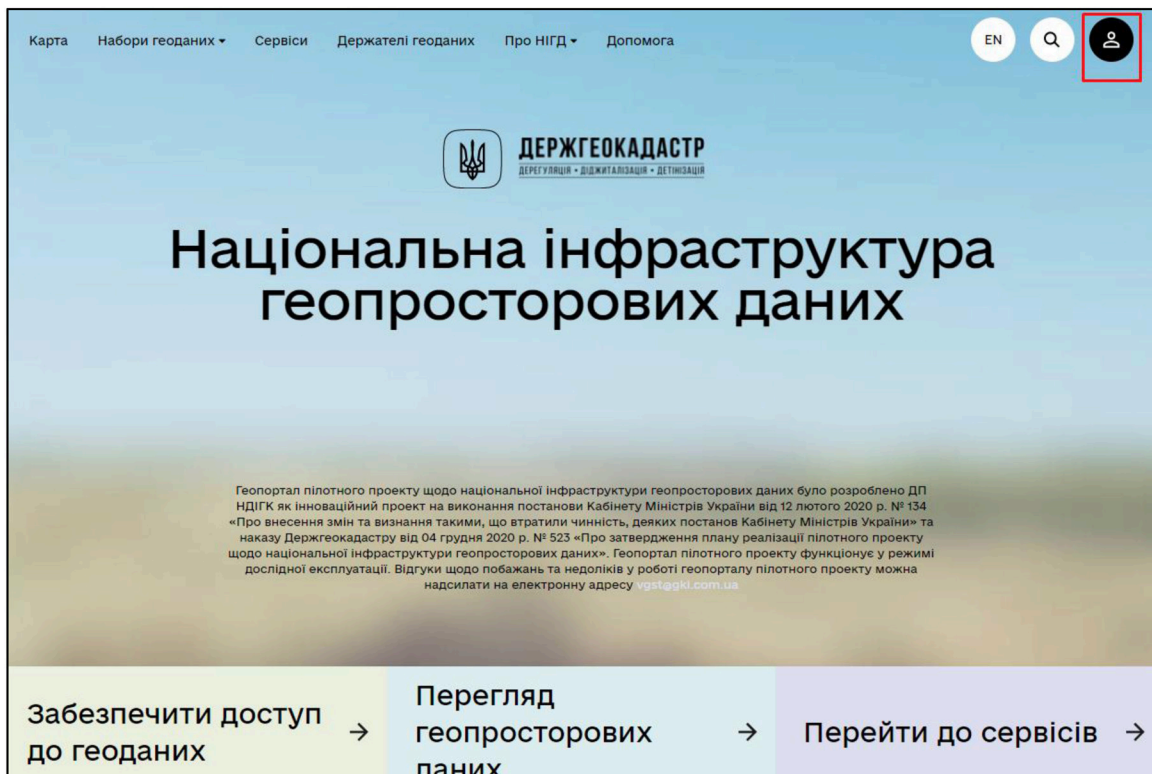 Карта Набори геоданих Сервіси Держателі геоданих Про НІГД Допомога EN
ДЕРЖГЕОКАДАСТР
ДЕРЕГУЛЯЦІЯ • ДІДЖИТАЛІЗАЦІЯ • ДЕТІНІЗАЦІЯ
Національна інфраструктура
геопросторових даних
Геопортал пілотного проекту щодо національної інфраструктури геопросторових даних було розроблено ДП
НДІГК як інноваційний проект на виконання постанови Кабінету Міністрів України від 12 лютого 2020 р. № 134
«Про внесення змін та визнання такими, що втратили чинність, деяких постанов Кабінету Міністрів України» та
наказу Держгеокадастру від 04 грудня 2020 р. № 523 «Про затвердження плану реалізації пілотного проекту
щодо національної інфраструктури геопросторових даних». Геопортал пілотного проекту функціонує у режимі
дослідної експлуатації. Відгуки щодо побажань та недоліків у роботі геопорталу пілотного проекту можна
надсилати на електронну адресу vgst@gki.com.ua
Забезпечити доступ
до геоданих
Перегляд
геопросторових
даних
Перейти до сервісів